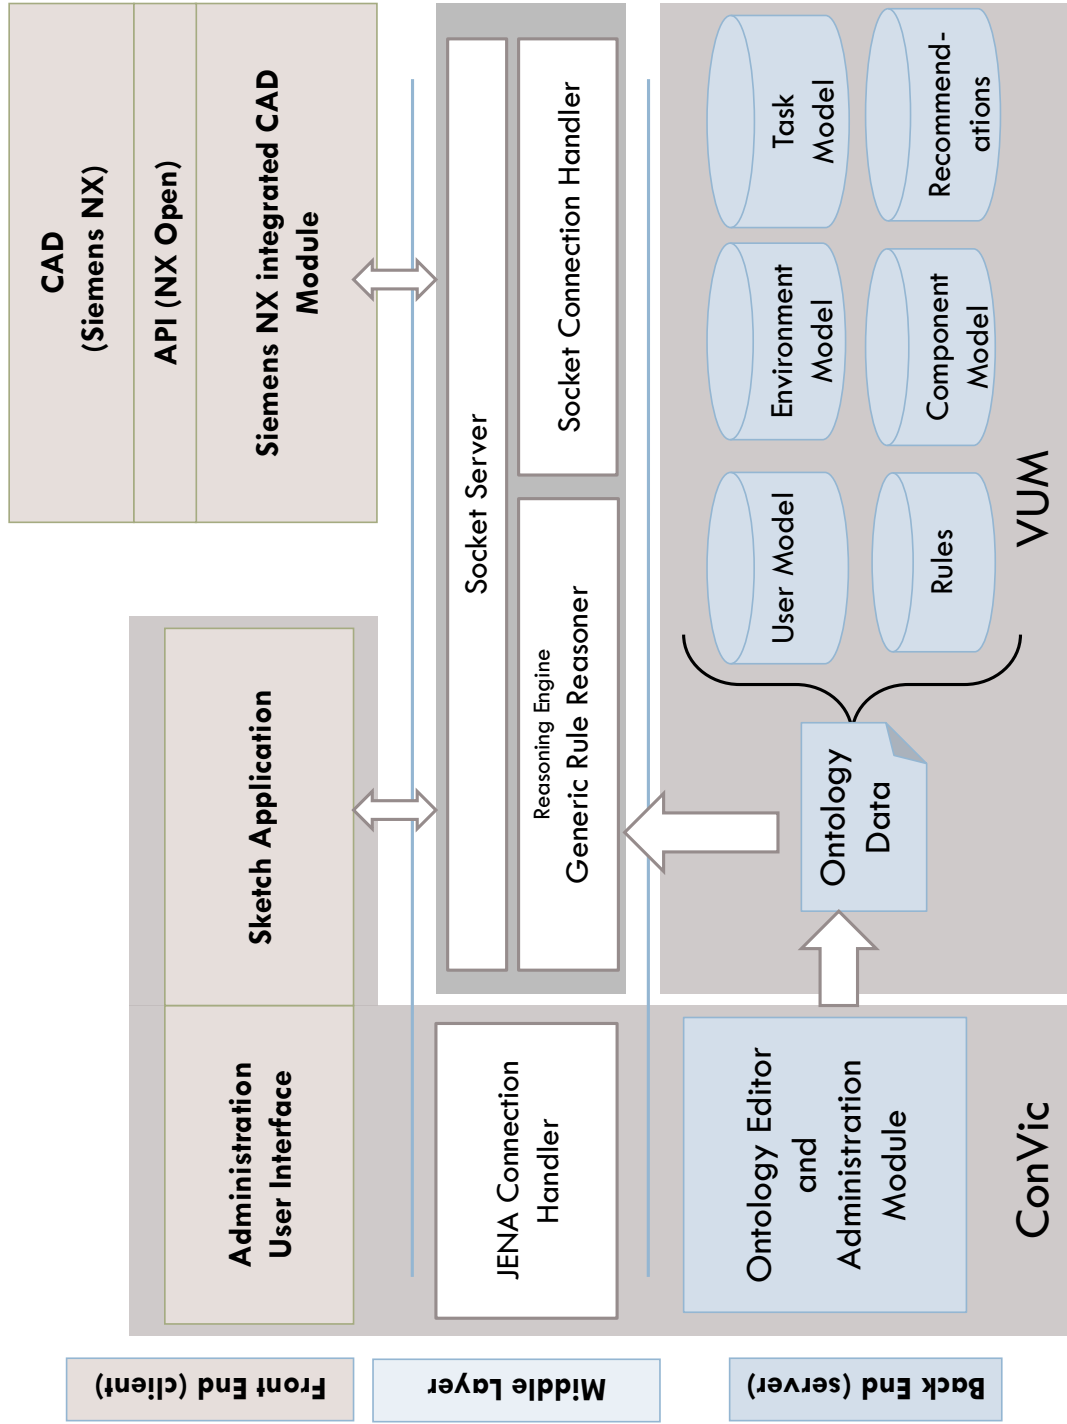 Front End (client)
Administration
User Interface
Sketch Application
CAD
(Siemens NX)
API (NX Open)
Siemens NX integrated CAD
Module
Middle Layer
JENA Connection
Handler
Socket Server
Reasoning Engine
Generic Rule Reasoner
Socket Connection Handler
Back End (server)
Ontology Editor
and
Administration
Module
ConVic
Ontology
Data
User Model
Environment
Model
Task
Model
Rules
Component
Model
Recommend-
ations
VUM